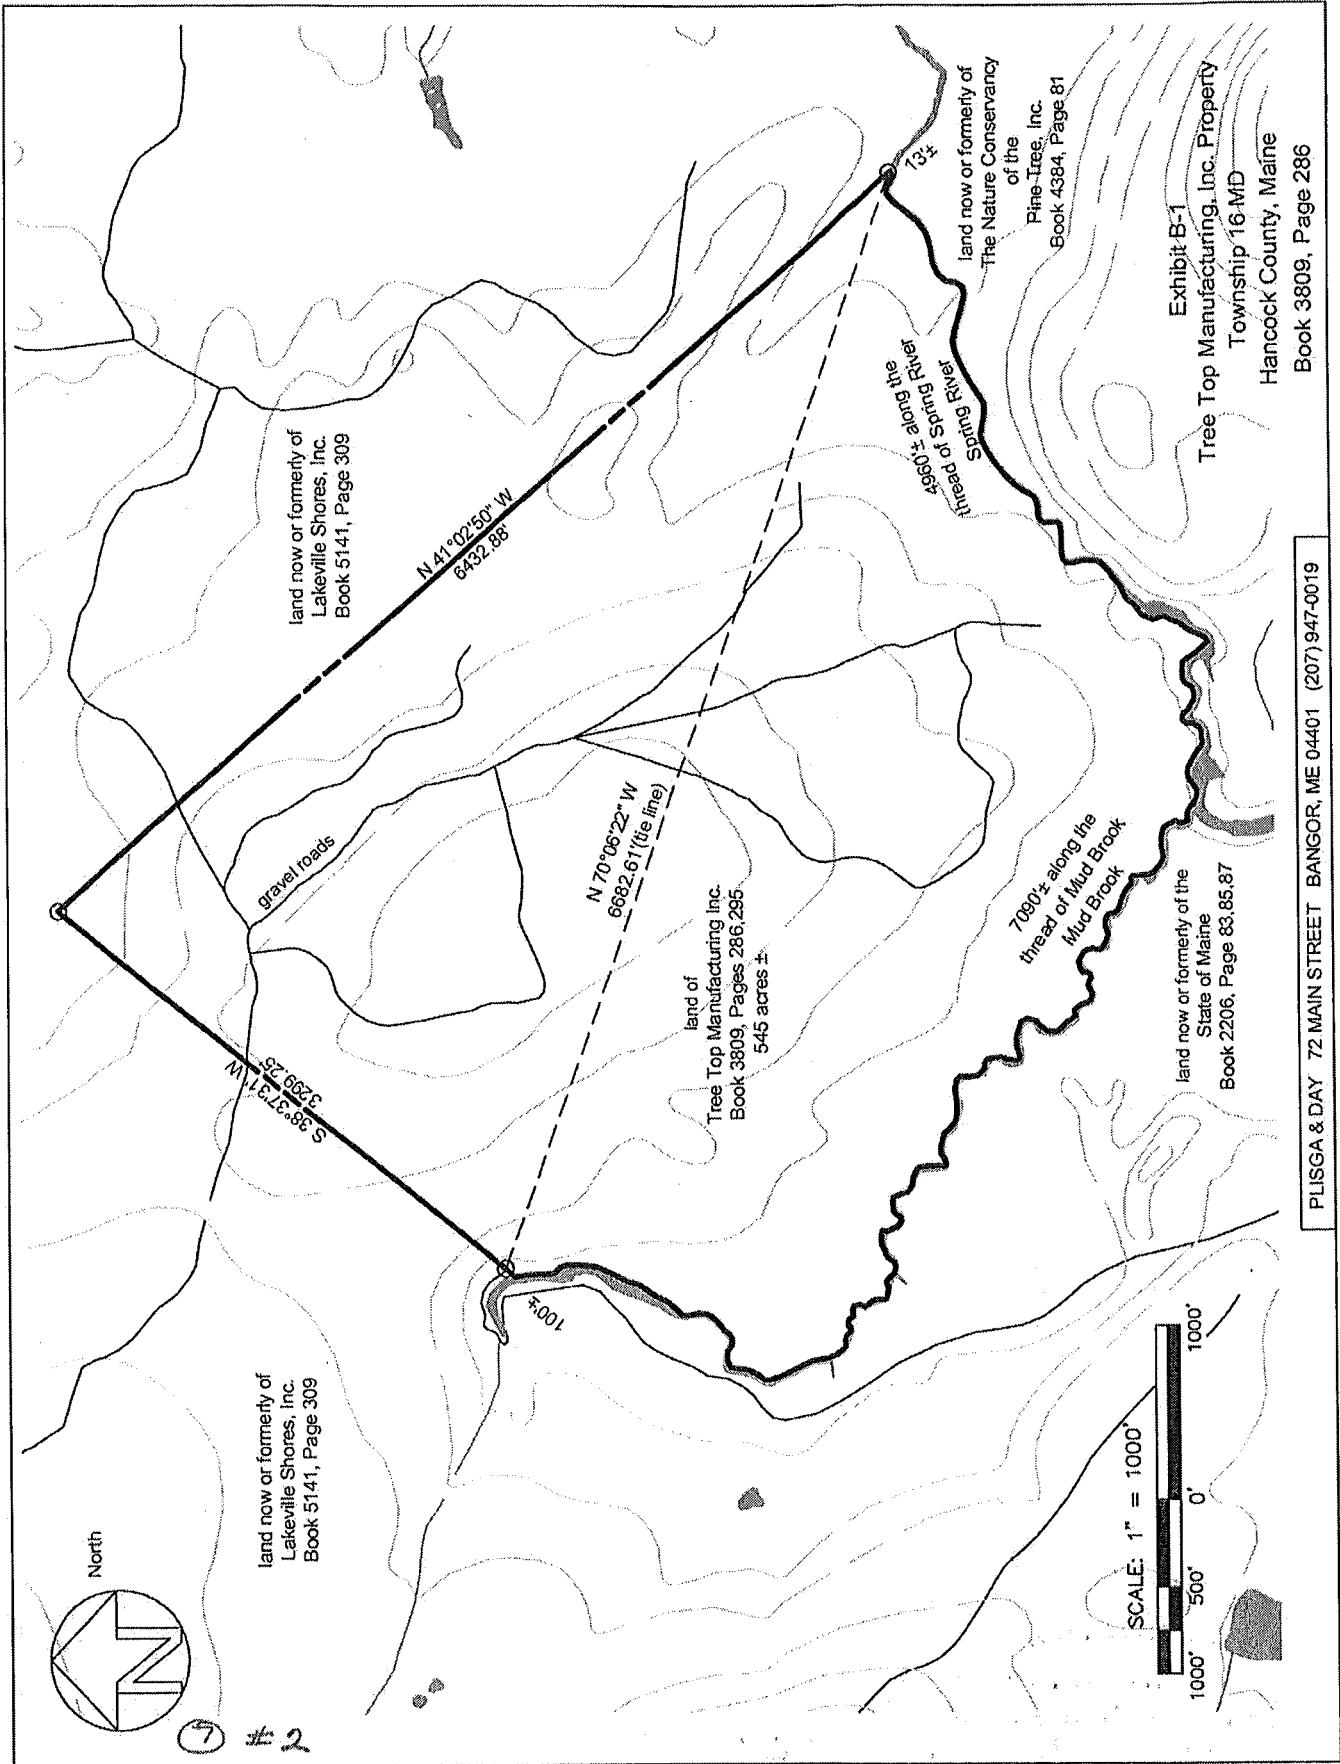 North
land now or formerly of
Lakeville Shores, Inc.
Book 5141, Page 309
land now or formerly of
Lakeville Shores, Inc.
Book 5141, Page 309
S 38°37'31" W
3299.25'
N 41°02'50" W
6432.88'
gravel roads
100'±
N 70°06'22" W
6682.61'(tie line)
land of
Tree Top Manufacturing Inc.
Book 3809, Pages 286,295
545 acres ±
13'±
land now or formerly of
The Nature Conservancy
of the
Pine Tree, Inc.
Book 4384, Page 81
4960'± along the
thread of Spring River
Spring River
7090'± along the
thread of Mud Brook
Mud Brook
land now or formerly of the
State of Maine
Book 2206, Page 83,85,87
SCALE: 1" = 1000'
1000' 500' 0' 1000'
Exhibit B-1
Tree Top Manufacturing, Inc. Property
Township 16 MD
Hancock County, Maine
Book 3809, Page 286
PLISGA & DAY 72 MAIN STREET BANGOR, ME 04401 (207) 947-0019
#2